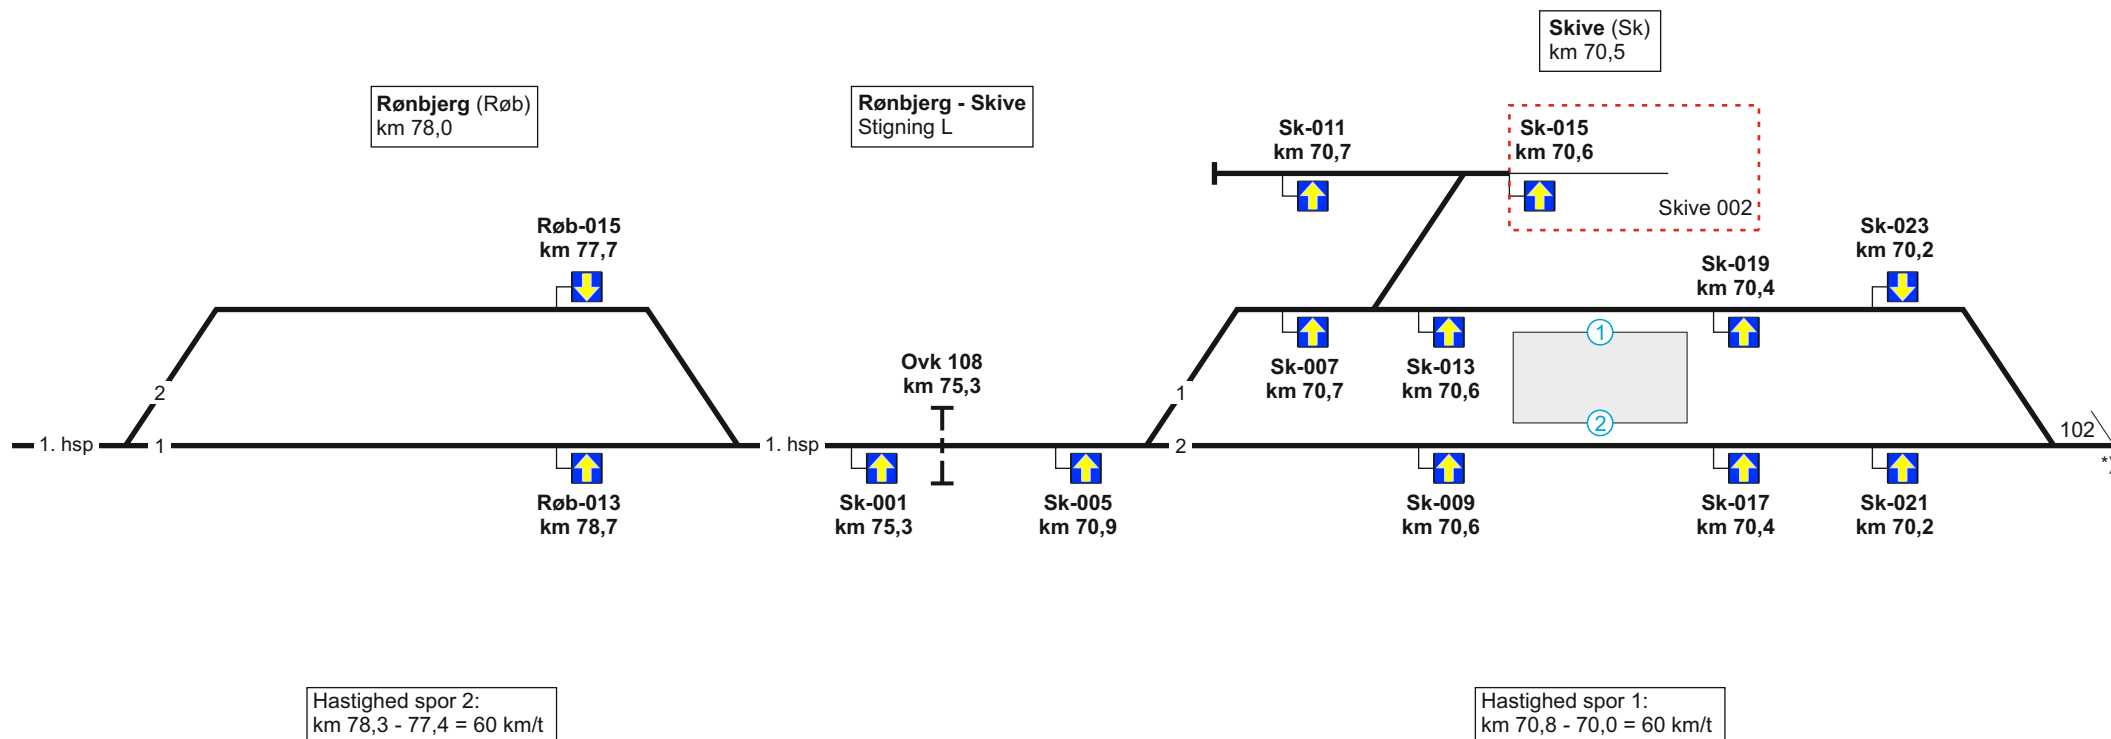 Skive (Sk)
km 70,5
Rønbjerg (Røb)
km 78,0
Rønbjerg - Skive
Stigning L
Sk-011
km 70,7
Sk-015
km 70,6
Skive 002
Røb-015
km 77,7
Sk-023
km 70,2
Sk-019
km 70,4
1
Ovk 108
km 75,3
Sk-007
km 70,7
Sk-013
km 70,6
2
1
2
1. hsp
1
1. hsp
2
102
*)
Røb-013
km 78,7
Sk-001
km 75,3
Sk-005
km 70,9
Sk-009
km 70,6
Sk-017
km 70,4
Sk-021
km 70,2
Hastighed spor 2:
km 78,3 - 77,4 = 60 km/t
Hastighed spor 1:
km 70,8 - 70,0 = 60 km/t